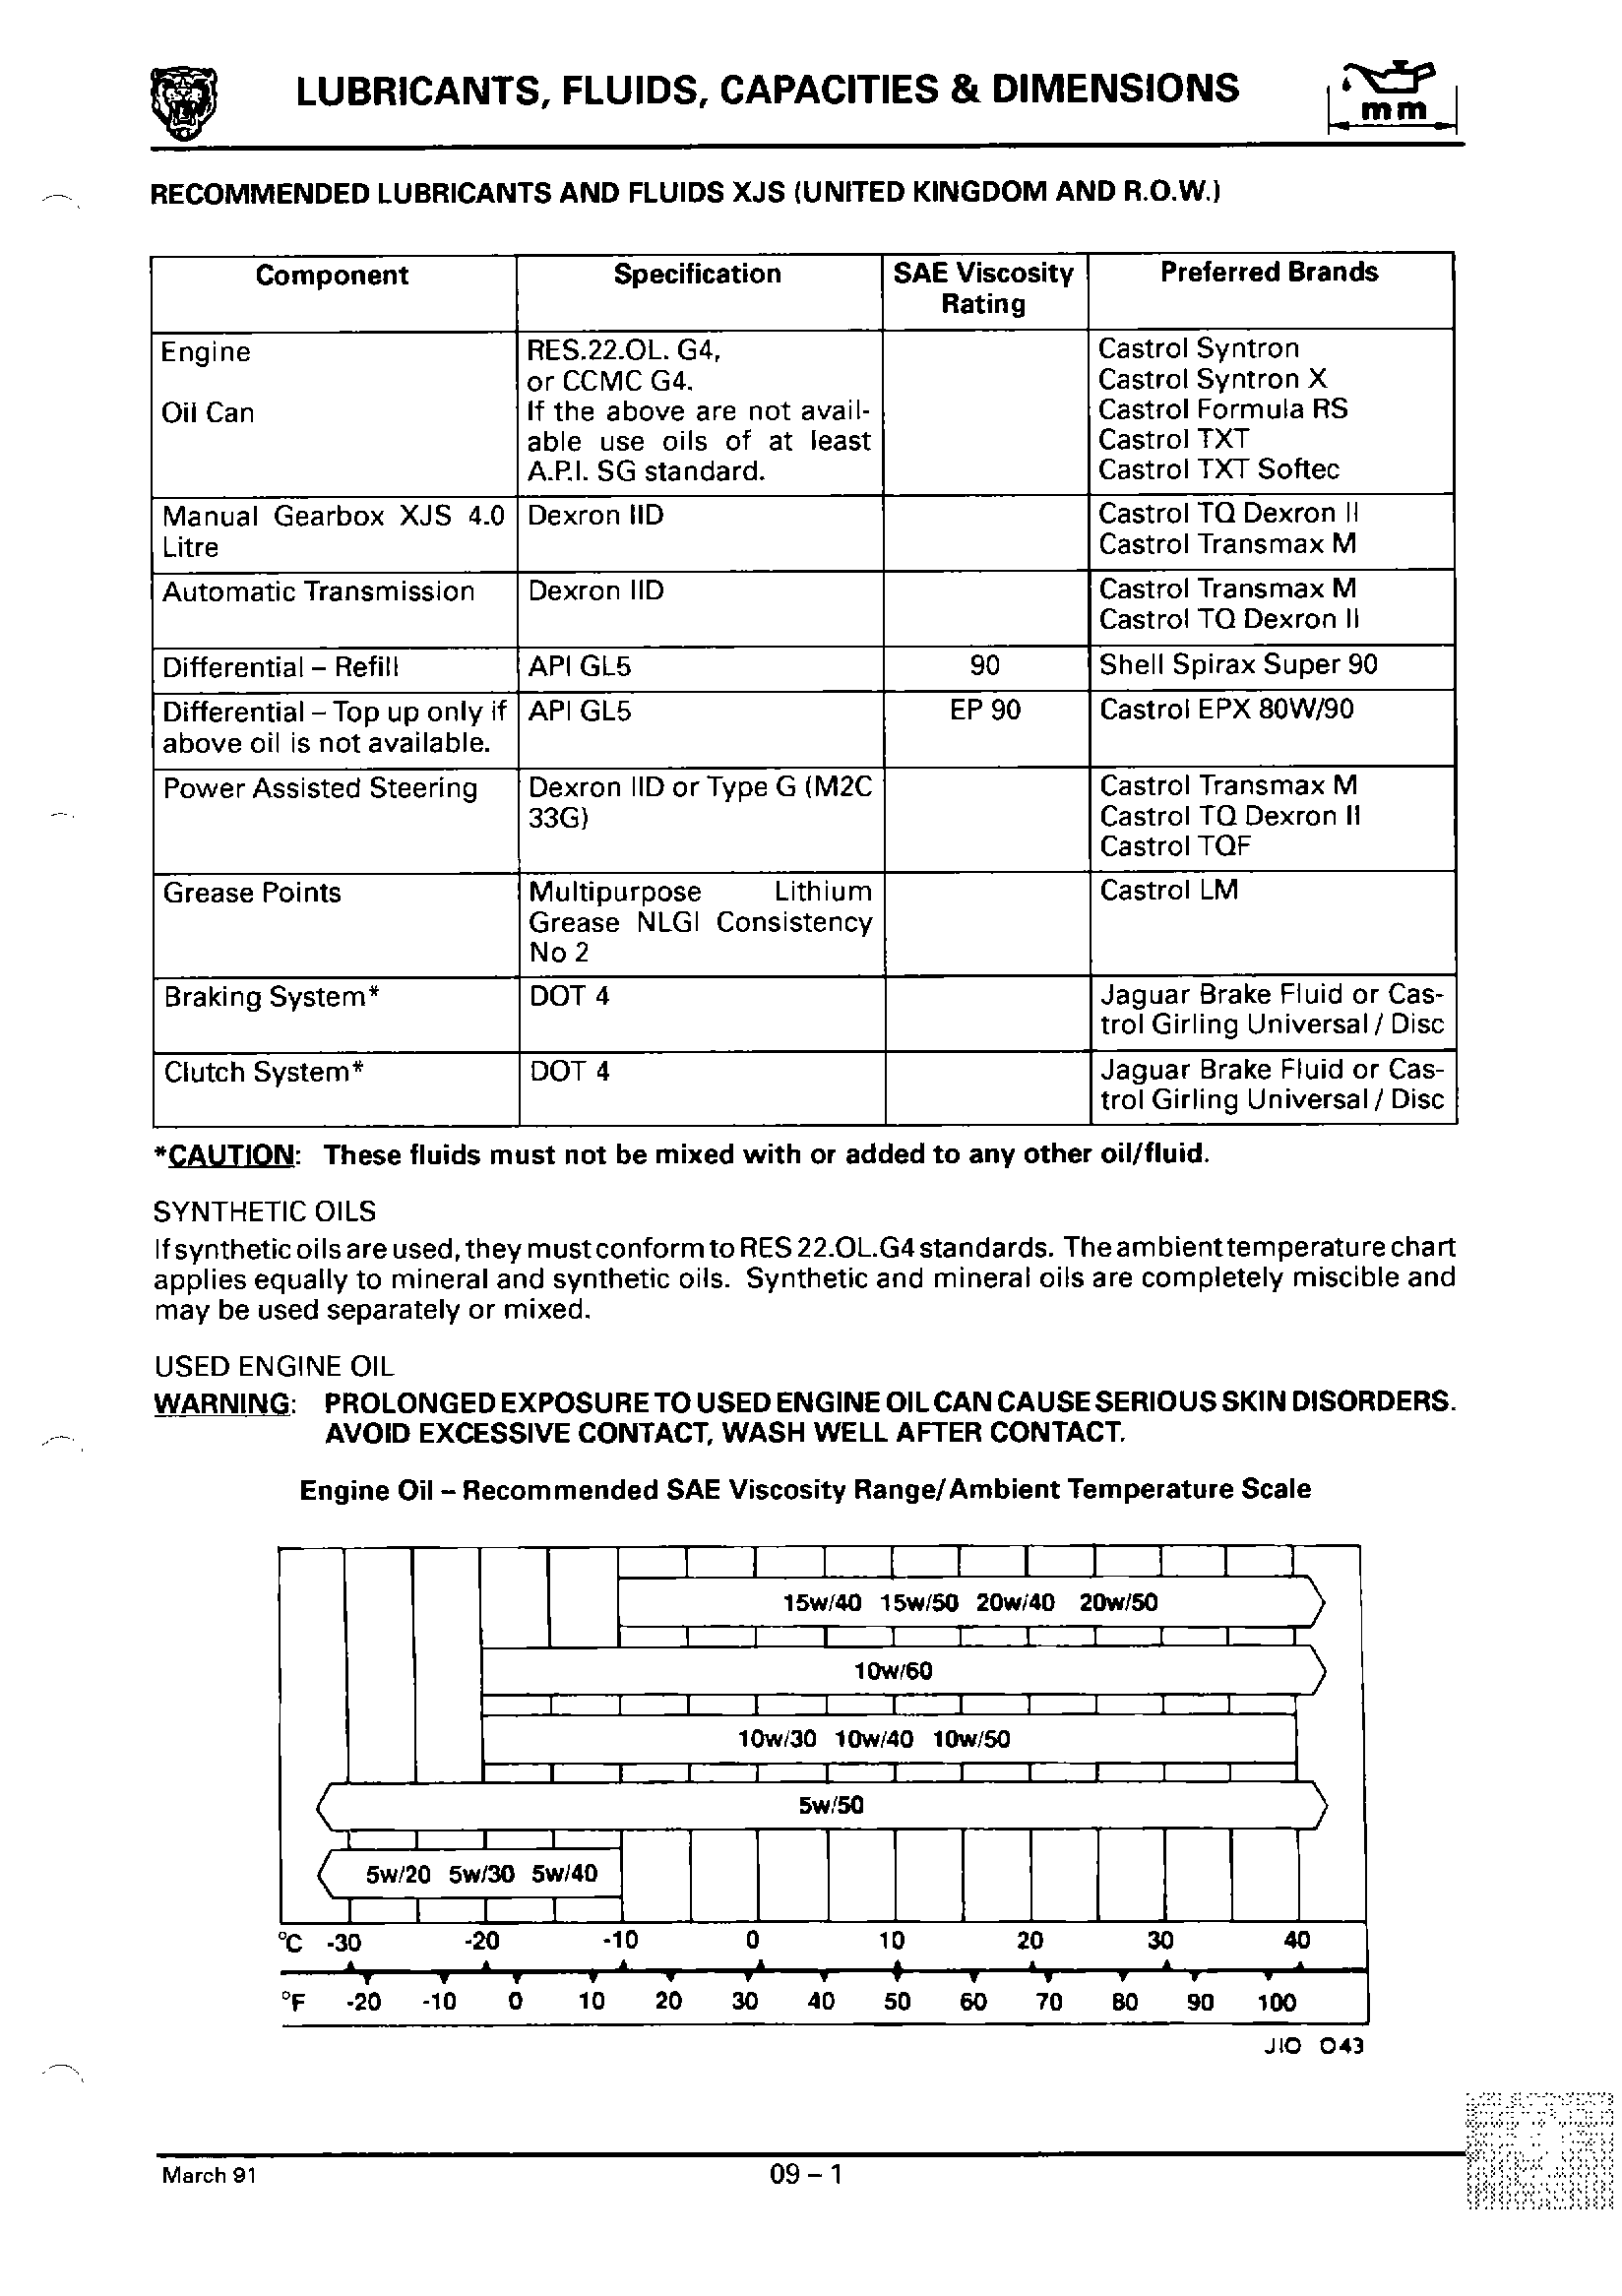 LUBRICANTS, FLUIDS, CAPACITIES & DIMENSIONS
mm
RECOMMENDED LUBRICANTS AND FLUIDS XJS (UNITED KINGDOM AND R.O.W.)
Component Specification SAE Viscosity Rating Preferred Brands
Engine
Oil Can
RES.22.OL. G4,
or CCMC G4.
If the above are not avail-
able use oils of at least
A.P.I. SG standard.
Castrol Syntron
Castrol Syntron X
Castrol Formula RS
Castrol TXT
Castrol TXT Softec
Manual Gearbox XJS 4.0
Litre
Dexron IID
Castrol TQ Dexron II
Castrol Transmax M
Automatic Transmission
Dexron IID
Castrol Transmax M
Castrol TQ Dexron II
Differential – Refill
API GL5
90
Shell Spirax Super 90
Differential – Top up only if
above oil is not available.
API GL5
EP 90
Castrol EPX 80W/90
Power Assisted Steering
Dexron IID or Type G (M2C
33G)
Castrol Transmax M
Castrol TQ Dexron II
Castrol TQF
Grease Points
Multipurpose Lithium
Grease NLGI Consistency
No 2
Castrol LM
Braking System*
DOT 4
Jaguar Brake Fluid or Cas-
trol Girling Universal / Disc
Clutch System*
DOT 4
Jaguar Brake Fluid or Cas-
trol Girling Universal / Disc
*CAUTION: These fluids must not be mixed with or added to any other oil/fluid.
SYNTHETIC OILS
If synthetic oils are used, they must conform to RES 22.OL.G4 standards. The ambient temperature chart
applies equally to mineral and synthetic oils. Synthetic and mineral oils are completely miscible and
may be used separately or mixed.
USED ENGINE OIL
WARNING: PROLONGED EXPOSURE TO USED ENGINE OIL CAN CAUSE SERIOUS SKIN DISORDERS.
AVOID EXCESSIVE CONTACT, WASH WELL AFTER CONTACT.
Engine Oil – Recommended SAE Viscosity Range/Ambient Temperature Scale
15w/40 15w/50 20w/40 20w/50
10w/60
10w/30 10w/40 10w/50
5w/50
5w/20 5w/30 5w/40
°C -30 -20 -10 0 10 20 30 40
°F -20 -10 0 10 20 30 40 50 60 70 80 90 100
J10 043
March 91 09 – 1